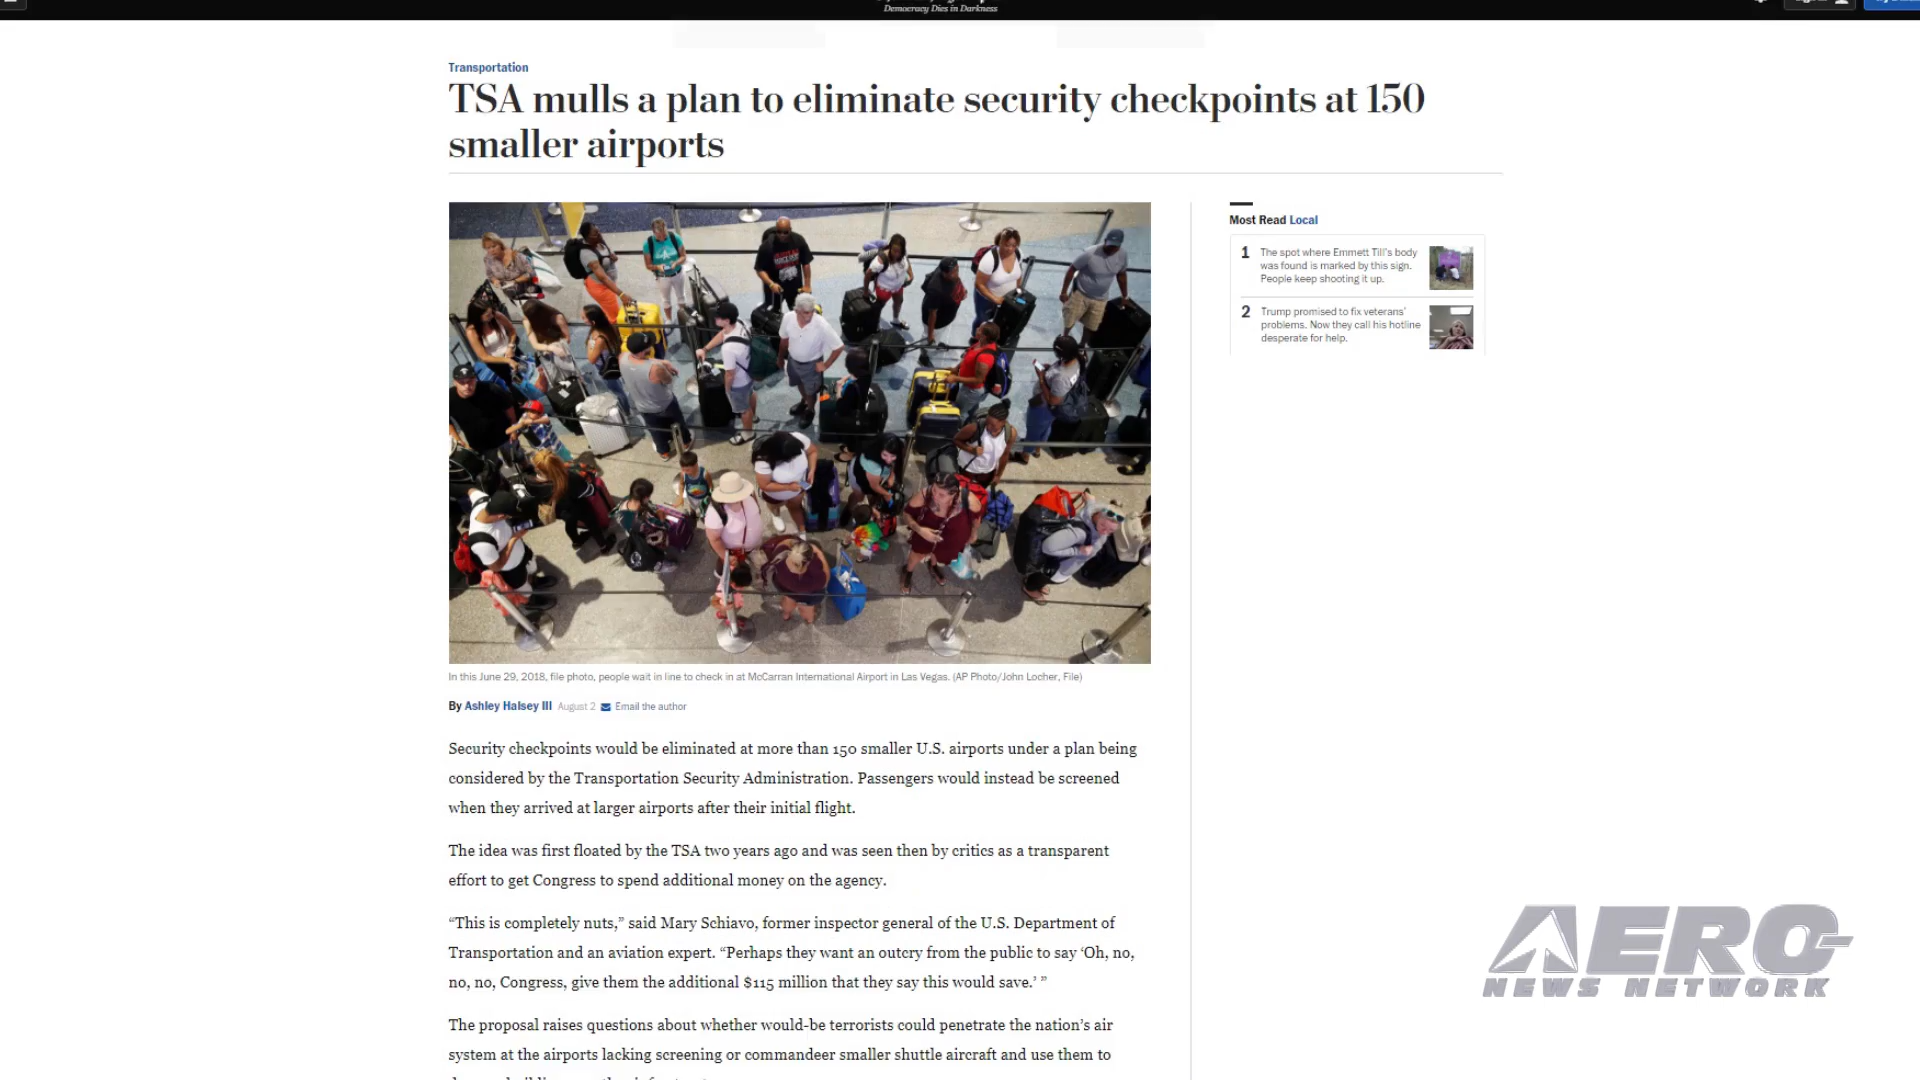 Democracy Dies in Darkness
Transportation
TSA mulls a plan to eliminate security checkpoints at 150
smaller airports
Most Read Local
1 The spot where Emmett Till's body
was found is marked by this sign.
People keep shooting it up.
2 Trump promised to fix veterans'
problems. Now they call his hotline
desperate for help.
In this June 29, 2018, file photo, people wait in line to check in at McCarran International Airport in Las Vegas. (AP Photo/John Locher, File)
By Ashley Halsey III August 2 Email the author
Security checkpoints would be eliminated at more than 150 smaller U.S. airports under a plan being
considered by the Transportation Security Administration. Passengers would instead be screened
when they arrived at larger airports after their initial flight.
The idea was first floated by the TSA two years ago and was seen then by critics as a transparent
effort to get Congress to spend additional money on the agency.
“This is completely nuts,” said Mary Schiavo, former inspector general of the U.S. Department of
Transportation and an aviation expert. “Perhaps they want an outcry from the public to say ‘Oh, no,
no, no, Congress, give them the additional $115 million that they say this would save.’ ”
The proposal raises questions about whether would-be terrorists could penetrate the nation’s air
system at the airports lacking screening or commandeer smaller shuttle aircraft and use them to
AERO-
NEWS NETWORK